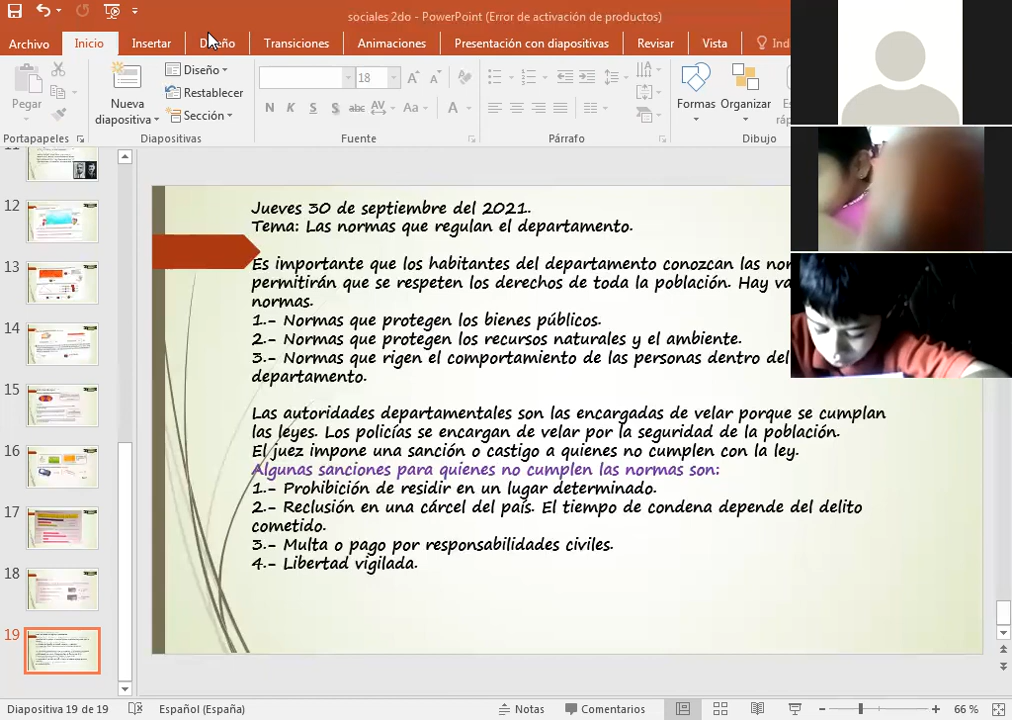 sociales 2do - PowerPoint (Error de activación de productos)
Archivo Inicio Insertar Diseño Transiciones Animaciones Presentación con diapositivas Revisar Vista Ind
Pegar
Nueva diapositiva
Diseño
Restablecer
Sección
18
N K S S abc AV Aa A
Formas Organizar
Portapapeles Diapositivas Fuente Párrafo Dibujo
12
13
14
15
16
17
18
19
Jueves 30 de septiembre del 2021.
Tema: Las normas que regulan el departamento.
Es importante que los habitantes del departamento conozcan las
permitirán que se respeten los derechos de toda la población. Hay
normas.
1.- Normas que protegen los bienes públicos.
2.- Normas que protegen los recursos naturales y el ambiente.
3.- Normas que rigen el comportamiento de las personas dentro del
departamento.
Las autoridades departamentales son las encargadas de velar porque se cumplan
las leyes. Los policías se encargan de velar por la seguridad de la población.
El juez impone una sanción o castigo a quienes no cumplen con la ley.
Algunas sanciones para quienes no cumplen las normas son:
1.- Prohibición de residir en un lugar determinado.
2.- Reclusión en una cárcel del país. El tiempo de condena depende del delito
cometido.
3.- Multa o pago por responsabilidades civiles.
4.- Libertad vigilada.
Diapositiva 19 de 19 Español (España) Notas Comentarios 66 %